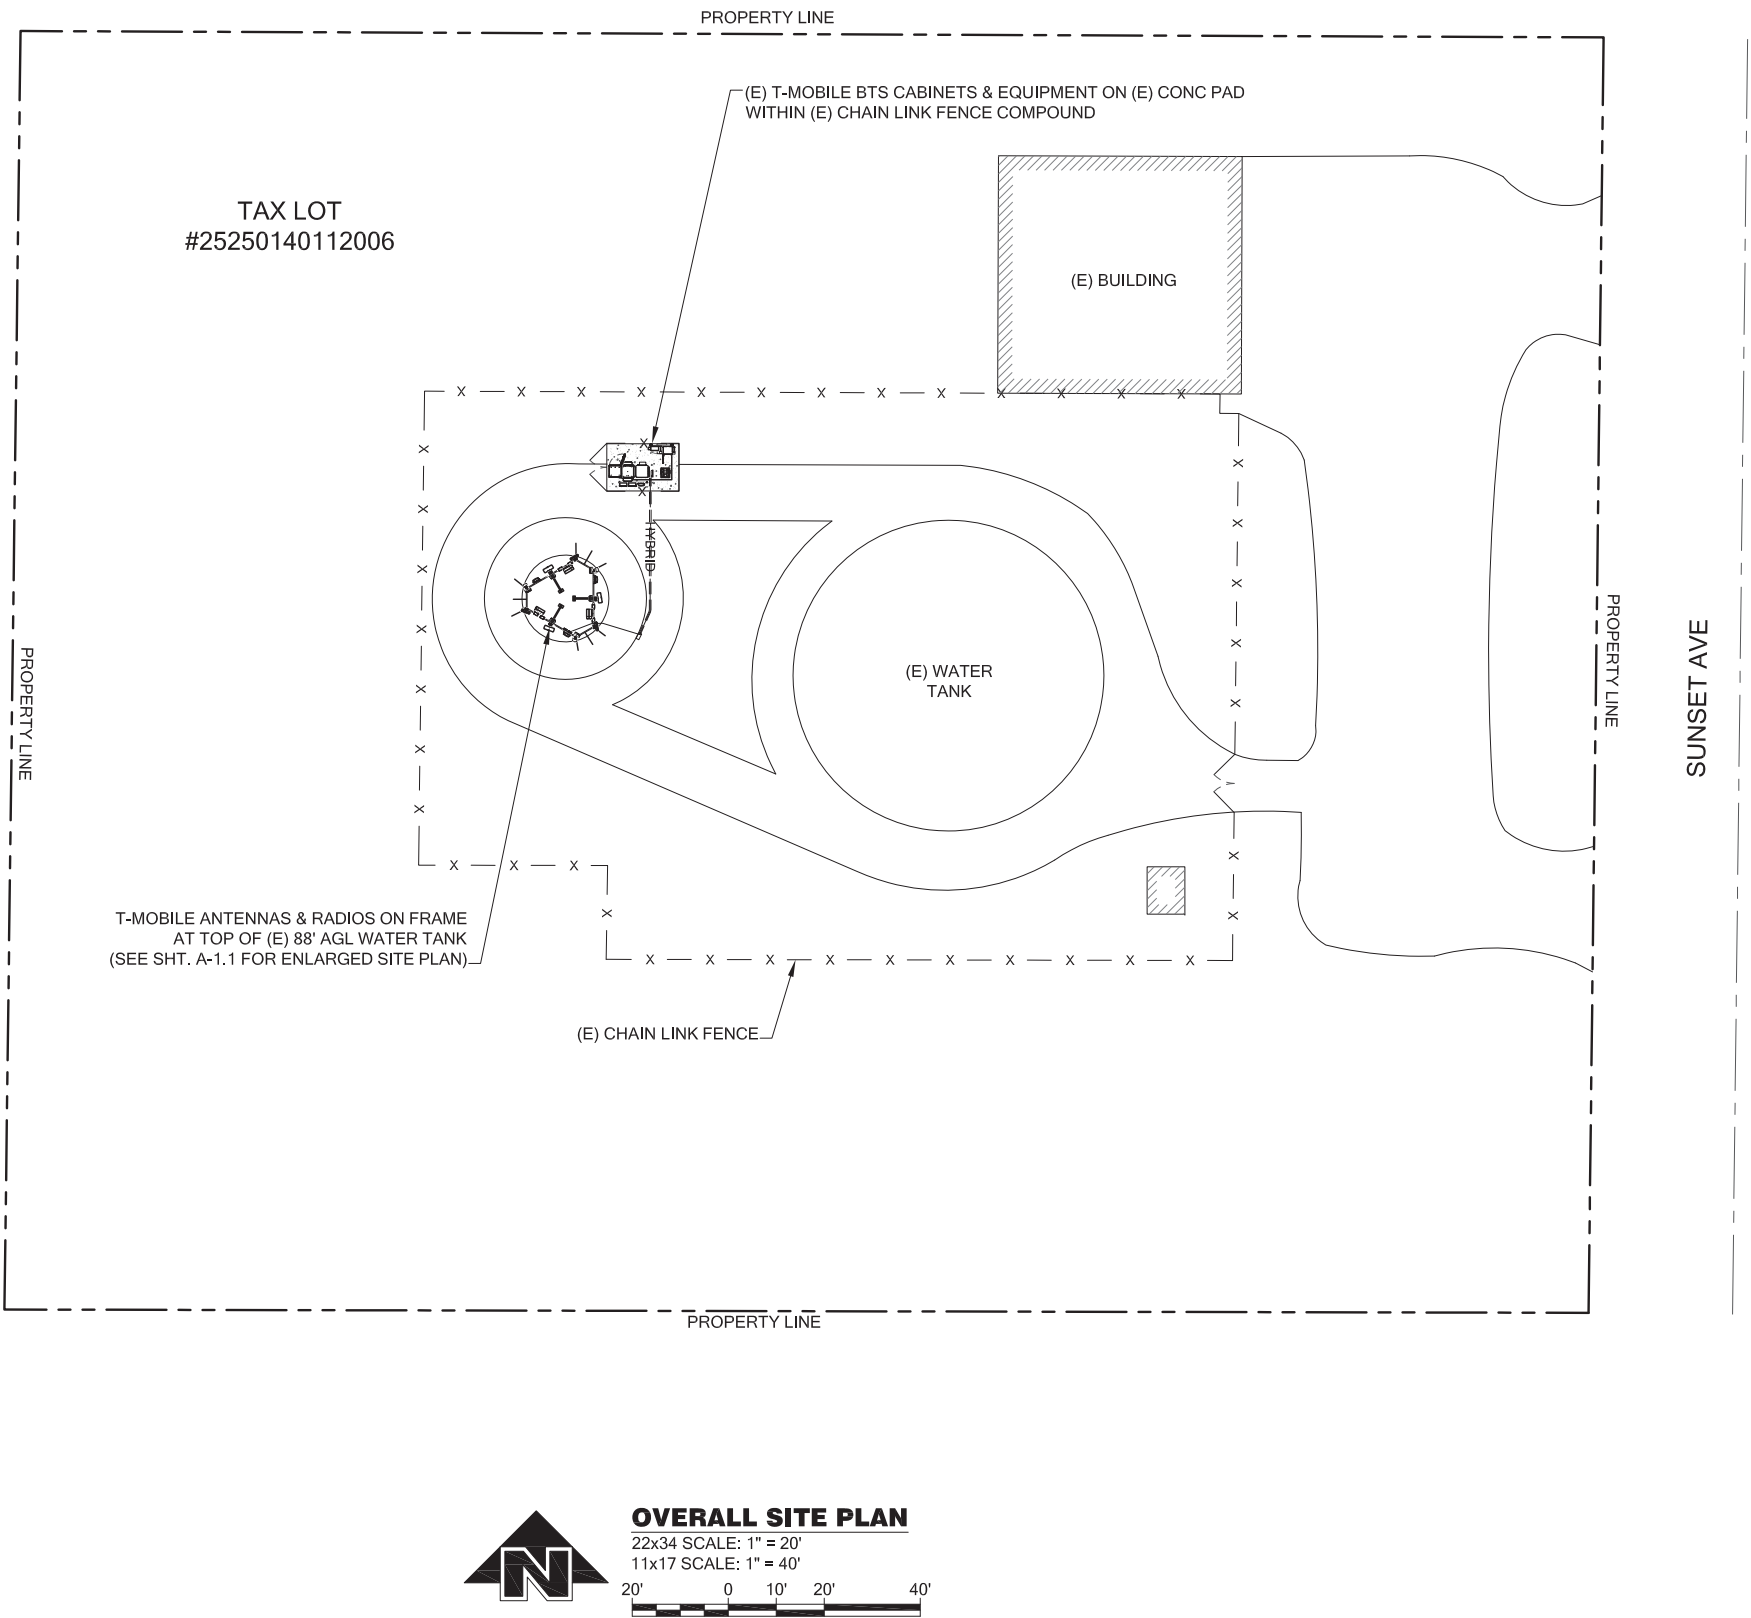 PROPERTY LINE
(E) T-MOBILE BTS CABINETS & EQUIPMENT ON (E) CONC PAD
WITHIN (E) CHAIN LINK FENCE COMPOUND
TAX LOT
#25250140112006
(E) BUILDING
HYBRID
(E) WATER
TANK
PROPERTY LINE
PROPERTY LINE
SUNSET AVE
T-MOBILE ANTENNAS & RADIOS ON FRAME
AT TOP OF (E) 88' AGL WATER TANK
(SEE SHT. A-1.1 FOR ENLARGED SITE PLAN)
(E) CHAIN LINK FENCE
PROPERTY LINE
N
OVERALL SITE PLAN
22x34 SCALE: 1" = 20'
11x17 SCALE: 1" = 40'
20' 0 10' 20' 40'